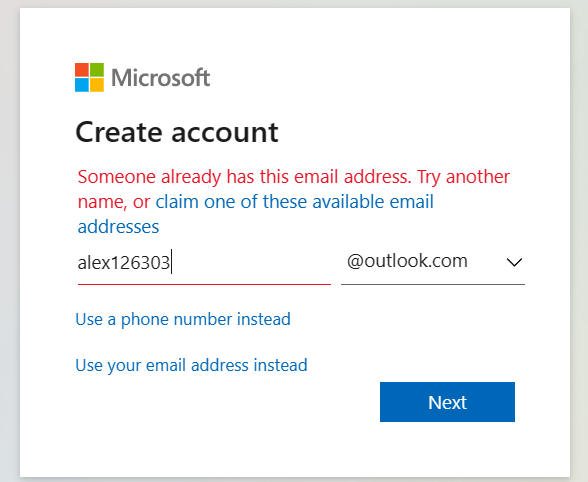 Microsoft
Create account
Someone already has this email address. Try another
name, or claim one of these available email
addresses
alex126303 @outlook.com
Use a phone number instead
Use your email address instead
Next